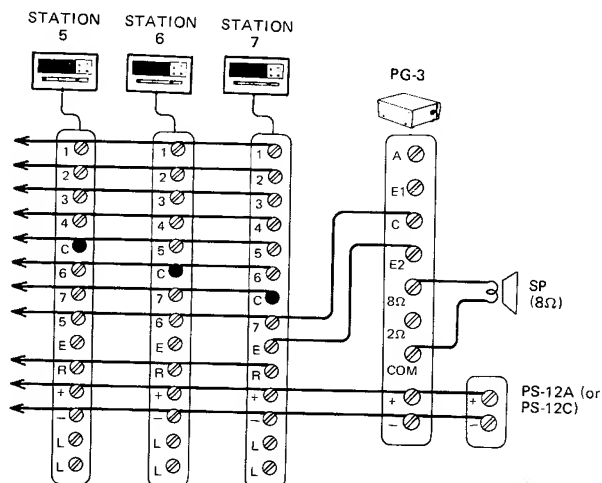 STATION
5
STATION
6
STATION
7
PG-3
1
2
3
4
C
6
7
5
E
R
+
−
L
L
1
2
3
4
5
C
7
6
E
R
+
−
L
L
1
2
3
4
5
6
C
7
E
R
+
−
L
L
A
E1
C
E2
8Ω
2Ω
COM
+
−
SP
(8Ω)
+
−
PS-12A (or
PS-12C)